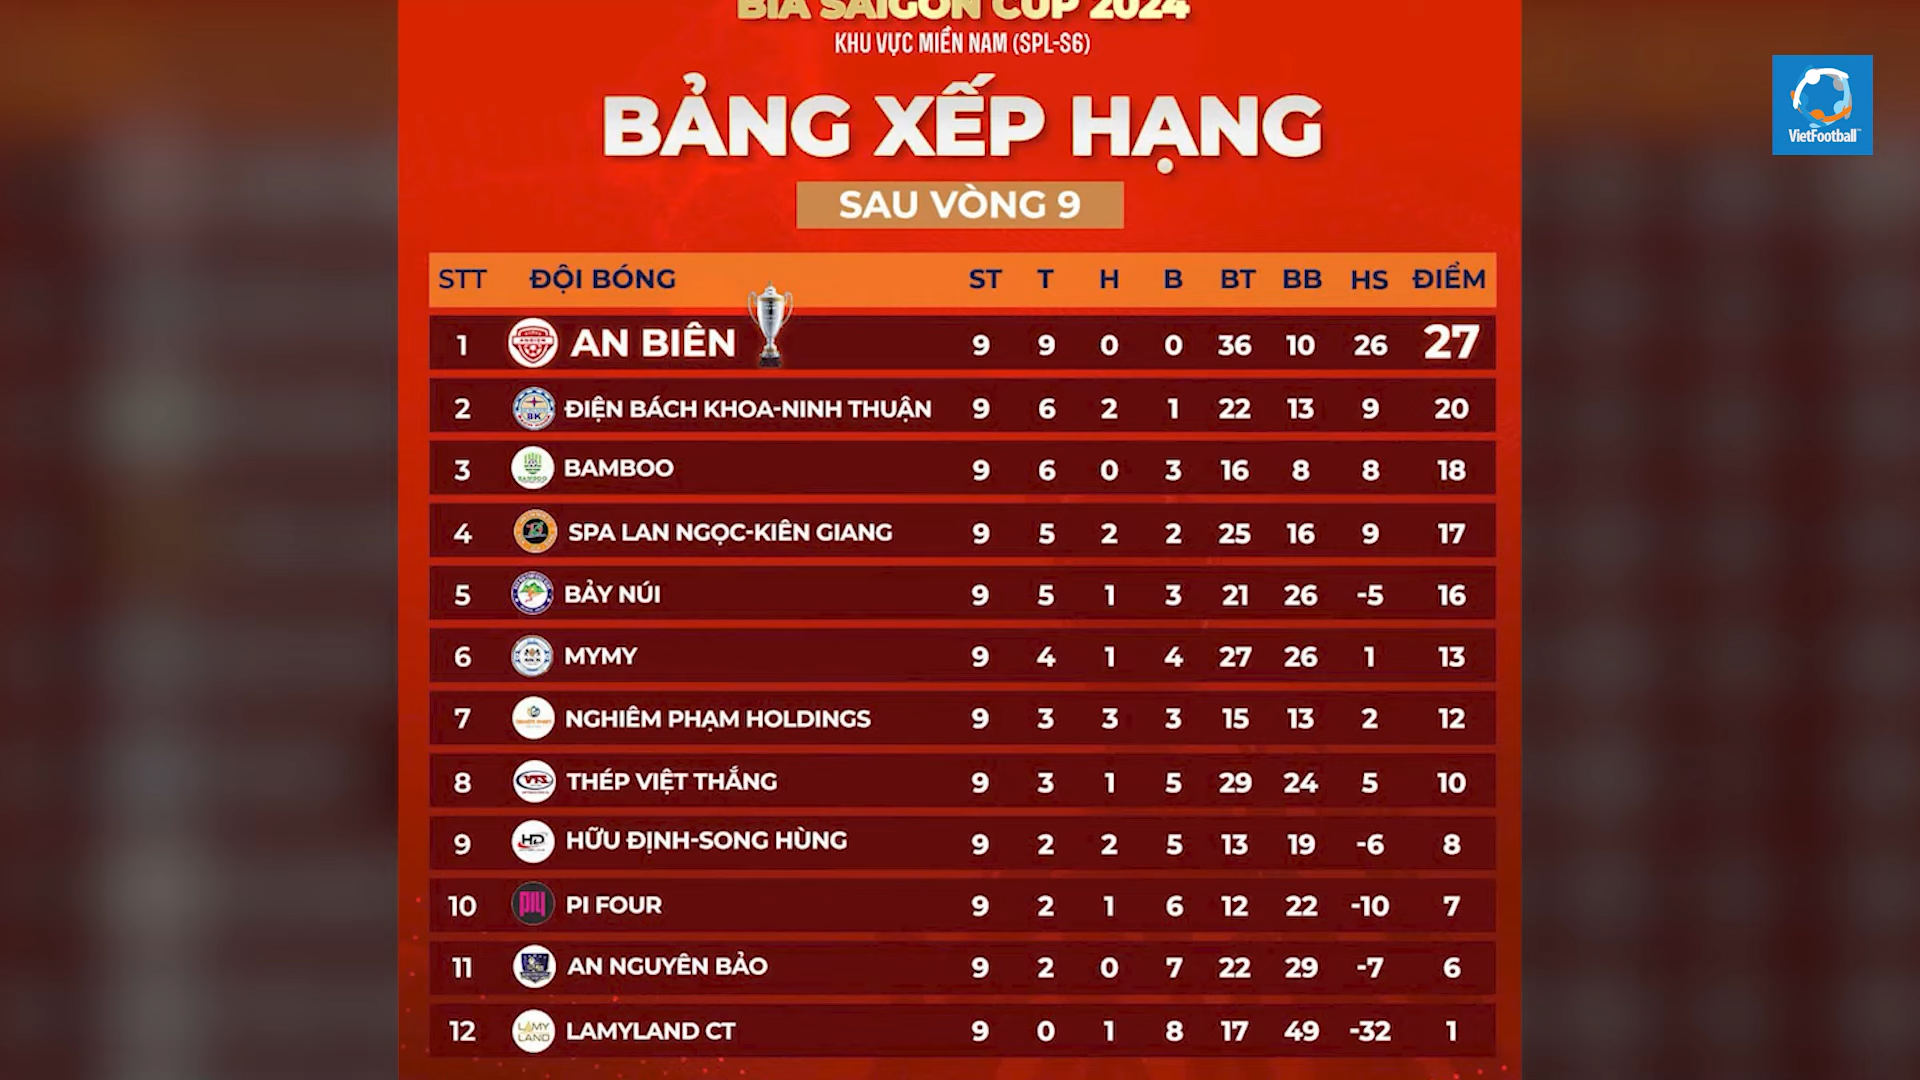 BIA SAIGON CUP 2024
KHU VỰC MIỀN NAM (SPL-S6)
VietFootball
BẢNG XẾP HẠNG
SAU VÒNG 9
STT ĐỘI BÓNG ST T H B BT BB HS ĐIỂM
1 AN BIÊN 9 9 0 0 36 10 26 27
2 ĐIỆN BÁCH KHOA-NINH THUẬN 9 6 2 1 22 13 9 20
3 BAMBOO 9 6 0 3 16 8 8 18
4 SPA LAN NGỌC-KIÊN GIANG 9 5 2 2 25 16 9 17
5 BẢY NÚI 9 5 1 3 21 26 -5 16
6 MYMY 9 4 1 4 27 26 1 13
7 NGHIÊM PHẠM HOLDINGS 9 3 3 3 15 13 2 12
8 VTS THÉP VIỆT THẮNG 9 3 1 5 29 24 5 10
9 HD HỮU ĐỊNH-SONG HÙNG 9 2 2 5 13 19 -6 8
10 PI FOUR 9 2 1 6 12 22 -10 7
11 AN NGUYÊN BẢO 9 2 0 7 22 29 -7 6
12 LAMY LAND LAMYLAND CT 9 0 1 8 17 49 -32 1